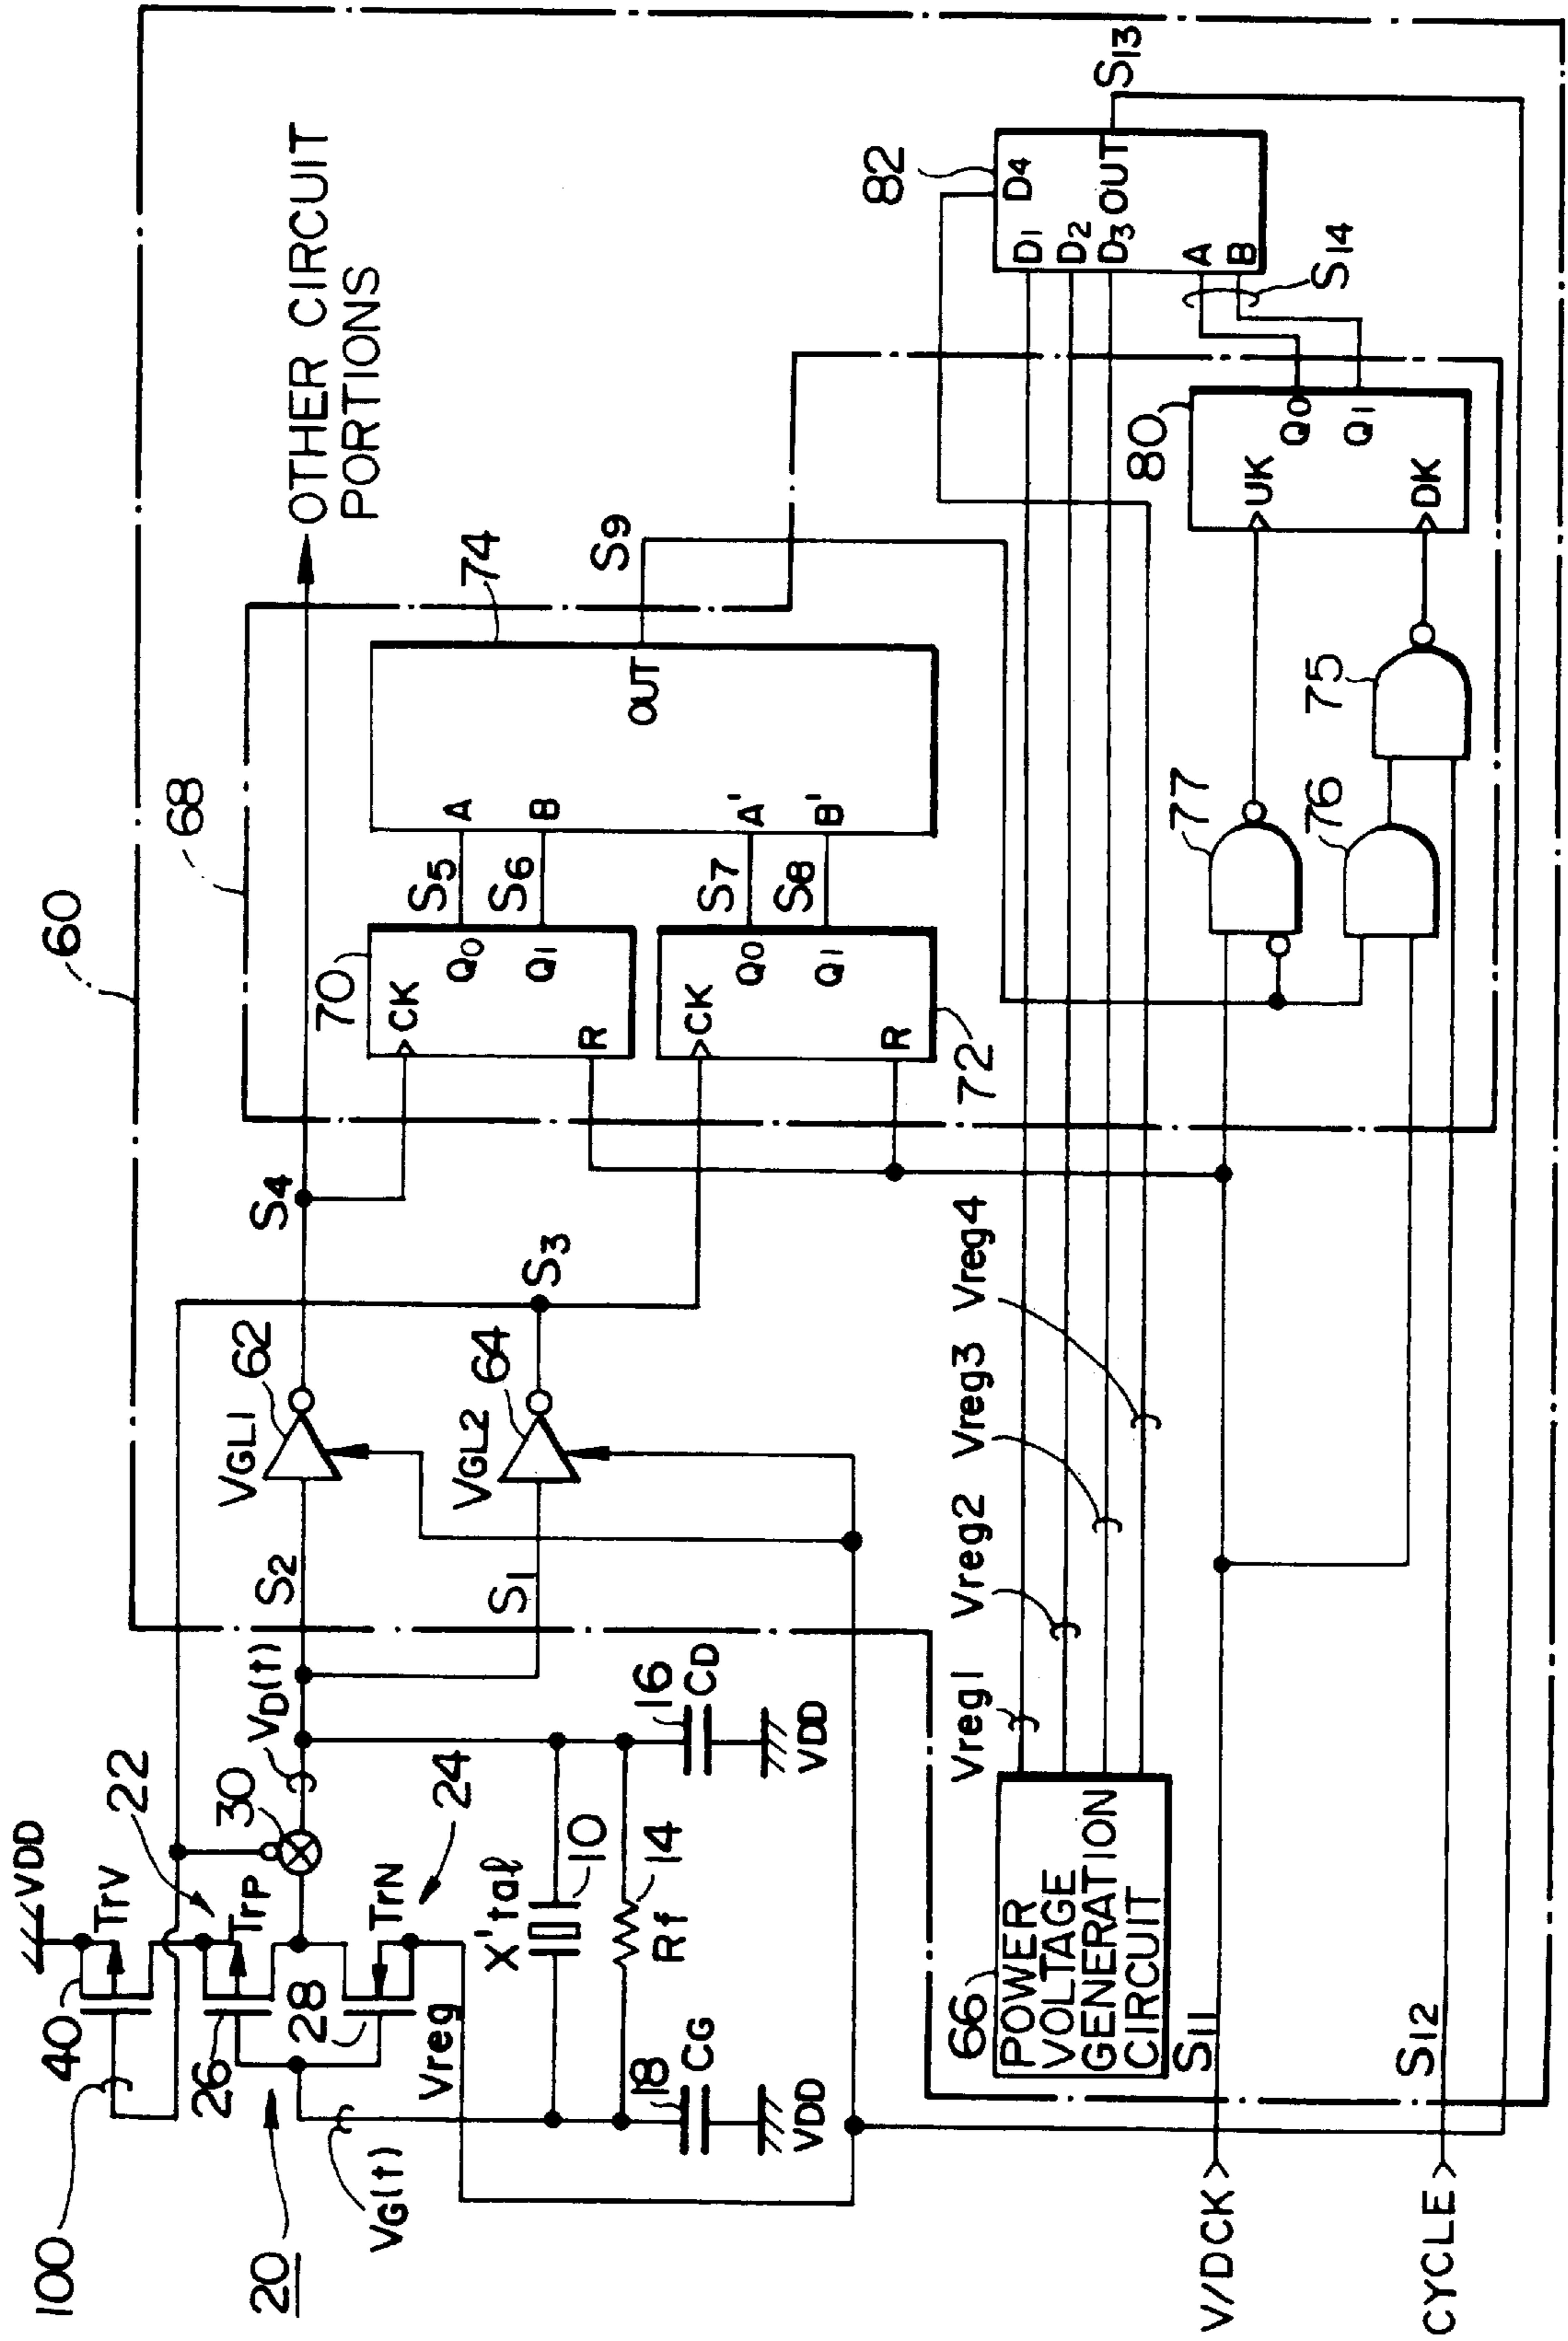 60
68
OTHER CIRCUIT
PORTIONS
100
40
VDD
TrV
22
26
TrP
30
VD(t)
S2
VGL1
62
S4
20
28
TrN
24
Vreg
VG(t)
S1
VGL2
64
S3
X'tal
10
14
Rf
18
CG
VDD
16
CD
VDD
70
CK
Q0
Q1
R
S5
S6
A
B
74
OUT
S9
CK
Q0
Q1
R
72
S7
S8
A'
B'
66
POWER
VOLTAGE
GENERATION
CIRCUIT
Vreg1
Vreg2
Vreg3
Vreg4
82
D1
D2
D3
D4
OUT
A
B
S13
S14
77
76
75
80
UK
DK
Q0
Q1
V/DCK
S11
CYCLE
S12